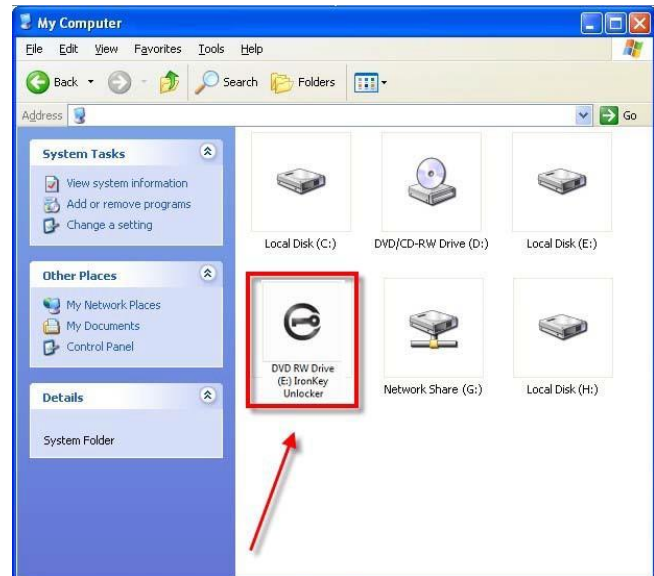 My Computer
File Edit View Favorites Tools Help
Back Search Folders
Address Go
System Tasks
View system information
Add or remove programs
Change a setting
Other Places
My Network Places
My Documents
Control Panel
Details
System Folder
Local Disk (C:) DVD/CD-RW Drive (D:) Local Disk (E:)
DVD RW Drive
(E:) IronKey
Unlocker
Network Share (G:) Local Disk (H:)